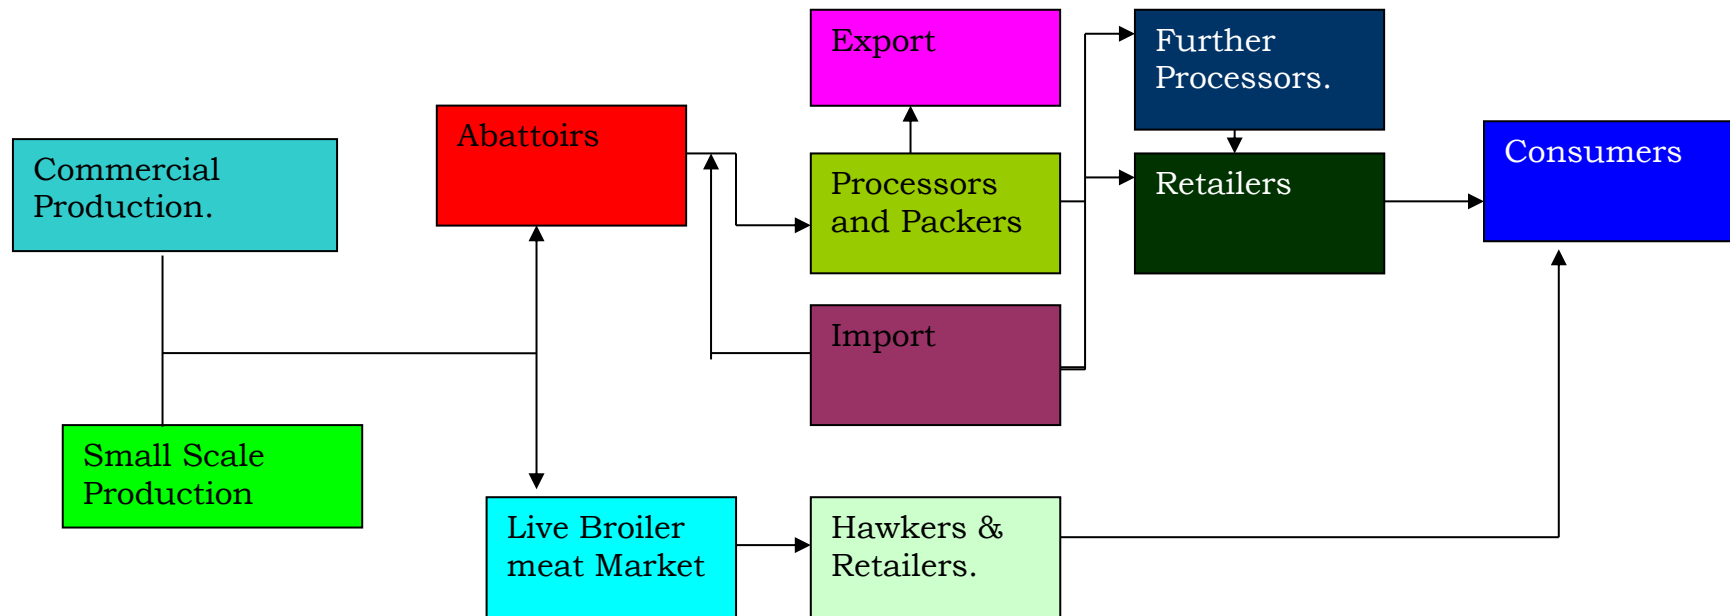 Export
Further
Processors.
Abattoirs
Commercial
Production.
Consumers
Processors
and Packers
Retailers
Import
Small Scale
Production
Live Broiler
meat Market
Hawkers &
Retailers.